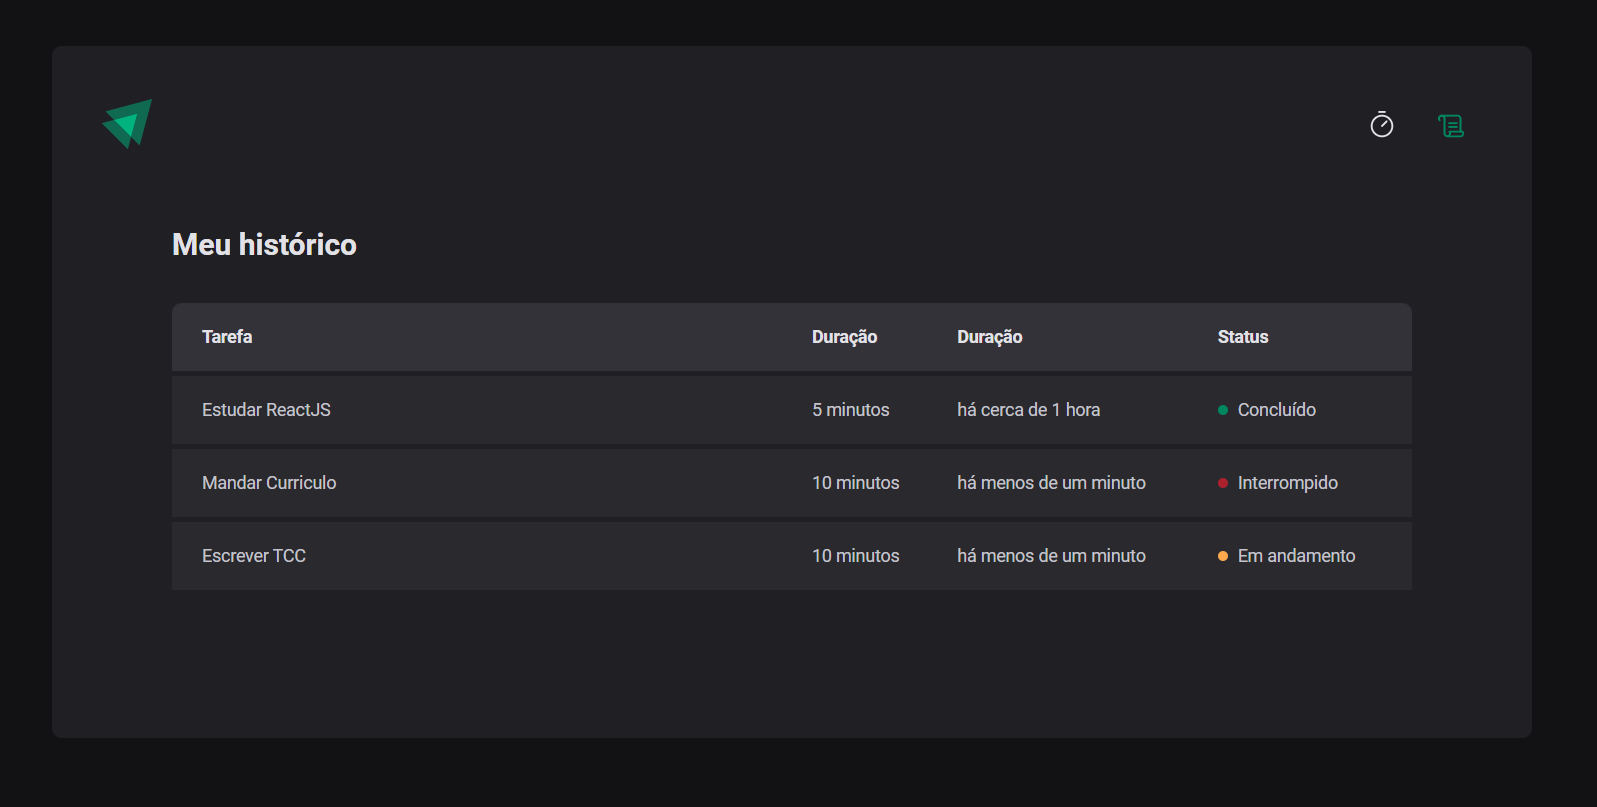 Meu histórico
Tarefa Duração Duração Status
Estudar ReactJS 5 minutos há cerca de 1 hora Concluído
Mandar Curriculo 10 minutos há menos de um minuto Interrompido
Escrever TCC 10 minutos há menos de um minuto Em andamento